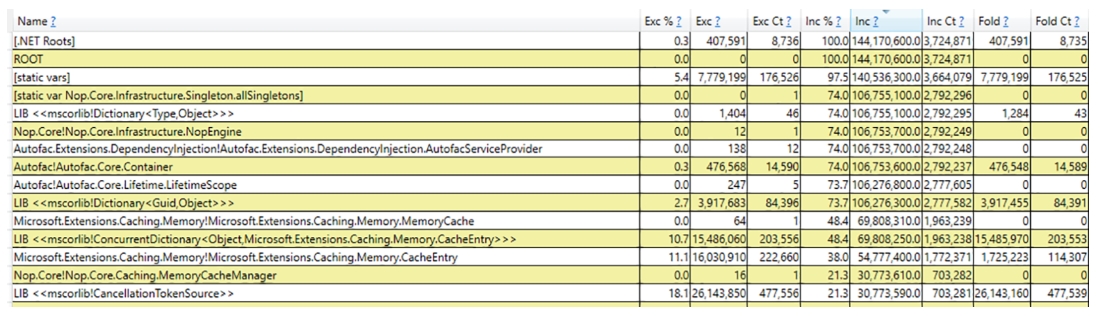 Name ? Exc % ? Exc ? Exc Ct ? Inc % ? Inc ? Inc Ct ? Fold ? Fold Ct ?
[.NET Roots] 0.3 407,591 8,736 100.0 144,170,600.0 3,724,871 407,591 8,735
ROOT 0.0 0 0 100.0 144,170,600.0 3,724,871 0 0
[static vars] 5.4 7,779,199 176,526 97.5 140,536,300.0 3,664,079 7,779,199 176,525
[static var Nop.Core.Infrastructure.Singleton.allSingletons] 0.0 0 1 74.0 106,755,100.0 2,792,296 0 0
LIB <<mscorlib!Dictionary<Type,Object>>> 0.0 1,404 46 74.0 106,755,100.0 2,792,295 1,284 43
Nop.Core!Nop.Core.Infrastructure.NopEngine 0.0 12 1 74.0 106,753,700.0 2,792,249 0 0
Autofac.Extensions.DependencyInjection!Autofac.Extensions.DependencyInjection.AutofacServiceProvider 0.0 138 12 74.0 106,753,700.0 2,792,248 0 0
Autofac!Autofac.Core.Container 0.3 476,568 14,590 74.0 106,753,600.0 2,792,237 476,548 14,589
Autofac!Autofac.Core.Lifetime.LifetimeScope 0.0 247 5 73.7 106,276,800.0 2,777,605 0 0
LIB <<mscorlib!Dictionary<Guid,Object>>> 2.7 3,917,683 84,396 73.7 106,276,300.0 2,777,582 3,917,455 84,391
Microsoft.Extensions.Caching.Memory!Microsoft.Extensions.Caching.Memory.MemoryCache 0.0 64 1 48.4 69,808,310.0 1,963,239 0 0
LIB <<mscorlib!ConcurrentDictionary<Object,Microsoft.Extensions.Caching.Memory.CacheEntry>>> 10.7 15,486,060 203,556 48.4 69,808,250.0 1,963,238 15,485,970 203,553
Microsoft.Extensions.Caching.Memory!Microsoft.Extensions.Caching.Memory.CacheEntry 11.1 16,030,910 222,660 38.0 54,777,400.0 1,772,371 1,725,223 114,307
Nop.Core!Nop.Core.Caching.MemoryCacheManager 0.0 16 1 21.3 30,773,610.0 703,282 0 0
LIB <<mscorlib!CancellationTokenSource>> 18.1 26,143,850 477,556 21.3 30,773,590.0 703,281 26,143,160 477,539